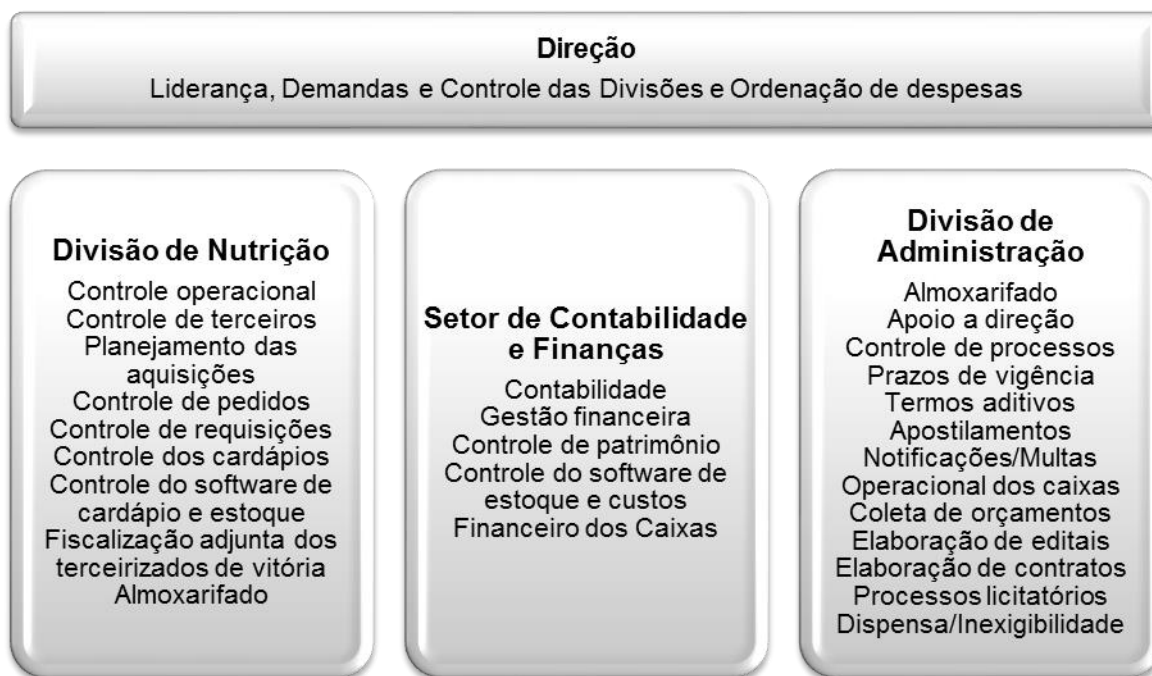 Direção
Liderança, Demandas e Controle das Divisões e Ordenação de despesas
Divisão de Nutrição
Controle operacional
Controle de terceiros
Planejamento das
aquisições
Controle de pedidos
Controle de requisições
Controle dos cardápios
Controle do software de
cardápio e estoque
Fiscalização adjunta dos
terceirizados de vitória
Almoxarifado
Setor de Contabilidade
e Finanças
Contabilidade
Gestão financeira
Controle de patrimônio
Controle do software de
estoque e custos
Financeiro dos Caixas
Divisão de
Administração
Almoxarifado
Apoio a direção
Controle de processos
Prazos de vigência
Termos aditivos
Apostilamentos
Notificações/Multas
Operacional dos caixas
Coleta de orçamentos
Elaboração de editais
Elaboração de contratos
Processos licitatórios
Dispensa/Inexigibilidade